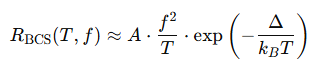 R_BCS(T, f) ≈ A · f²/T · exp(−Δ/(k_B T))